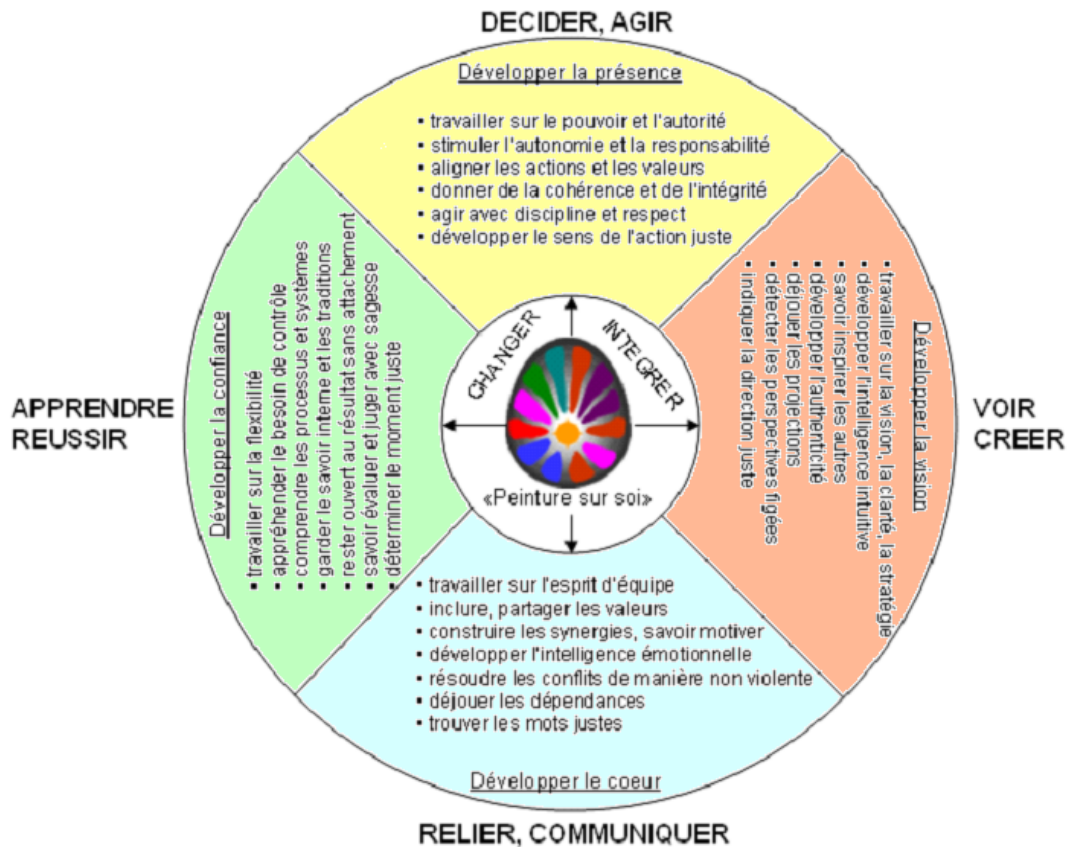 DECIDER, AGIR
Développer la présence
▪ travailler sur le pouvoir et l'autorité
▪ stimuler l'autonomie et la responsabilité
▪ aligner les actions et les valeurs
▪ donner de la cohérence et de l'intégrité
▪ agir avec discipline et respect
▪ développer le sens de l'action juste
APPRENDRE
REUSSIR
Développer la confiance
▪ travailler sur la flexibilité
▪ appréhender le besoin de contrôle
▪ comprendre les processus et systèmes
▪ garder le savoir interne et les traditions
▪ rester ouvert au résultat sans attachement
▪ savoir évaluer et juger avec sagesse
▪ déterminer le moment juste
CHANGER
INTEGRER
«Peinture sur soi»
VOIR
CREER
Développer la vision
▪ travailler sur la vision, la clarté, la stratégie
▪ développer l'intelligence intuitive
▪ savoir inspirer les autres
▪ développer l'authenticité
▪ déjouer les projections
▪ détecter les perspectives figées
▪ indiquer la direction juste
▪ travailler sur l'esprit d'équipe
▪ inclure, partager les valeurs
▪ construire les synergies, savoir motiver
▪ développer l'intelligence émotionnelle
▪ résoudre les conflits de manière non violente
▪ déjouer les dépendances
▪ trouver les mots justes
Développer le coeur
RELIER, COMMUNIQUER